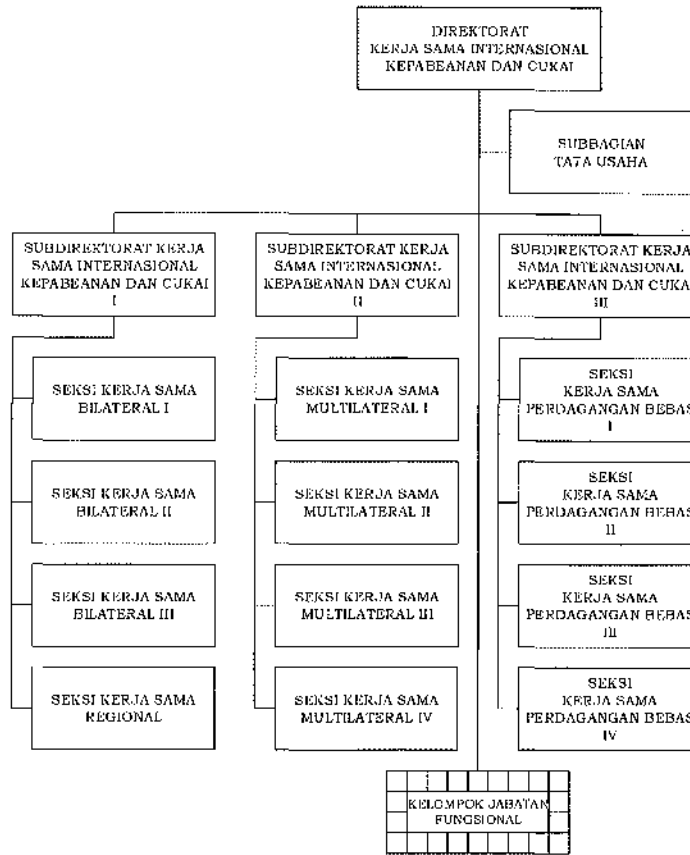 DIREKTORAT
KERJA SAMA INTERNASIONAL
KEPABEANAN DAN CUKAI
SUBBAGIAN
TATA USAHA
SUBDIREKTORAT KERJA
SAMA INTERNASIONAL
KEPABEANAN DAN CUKAI
I
SUBDIREKTORAT KERJA
SAMA INTERNASIONAL
KEPABEANAN DAN CUKAI
II
SUBDIREKTORAT KERJA
SAMA INTERNASIONAL
KEPABEANAN DAN CUKAI
III
SEKSI KERJA SAMA
BILATERAL I
SEKSI KERJA SAMA
BILATERAL II
SEKSI KERJA SAMA
BILATERAL III
SEKSI KERJA SAMA
REGIONAL
SEKSI KERJA SAMA
MULTILATERAL I
SEKSI KERJA SAMA
MULTILATERAL II
SEKSI KERJA SAMA
MULTILATERAL III
SEKSI KERJA SAMA
MULTILATERAL IV
SEKSI
KERJA SAMA
PERDAGANGAN BEBAS
I
SEKSI
KERJA SAMA
PERDAGANGAN BEBAS
II
SEKSI
KERJA SAMA
PERDAGANGAN BEBAS
III
SEKSI
KERJA SAMA
PERDAGANGAN BEBAS
IV
KELOMPOK JABATAN
FUNGSIONAL